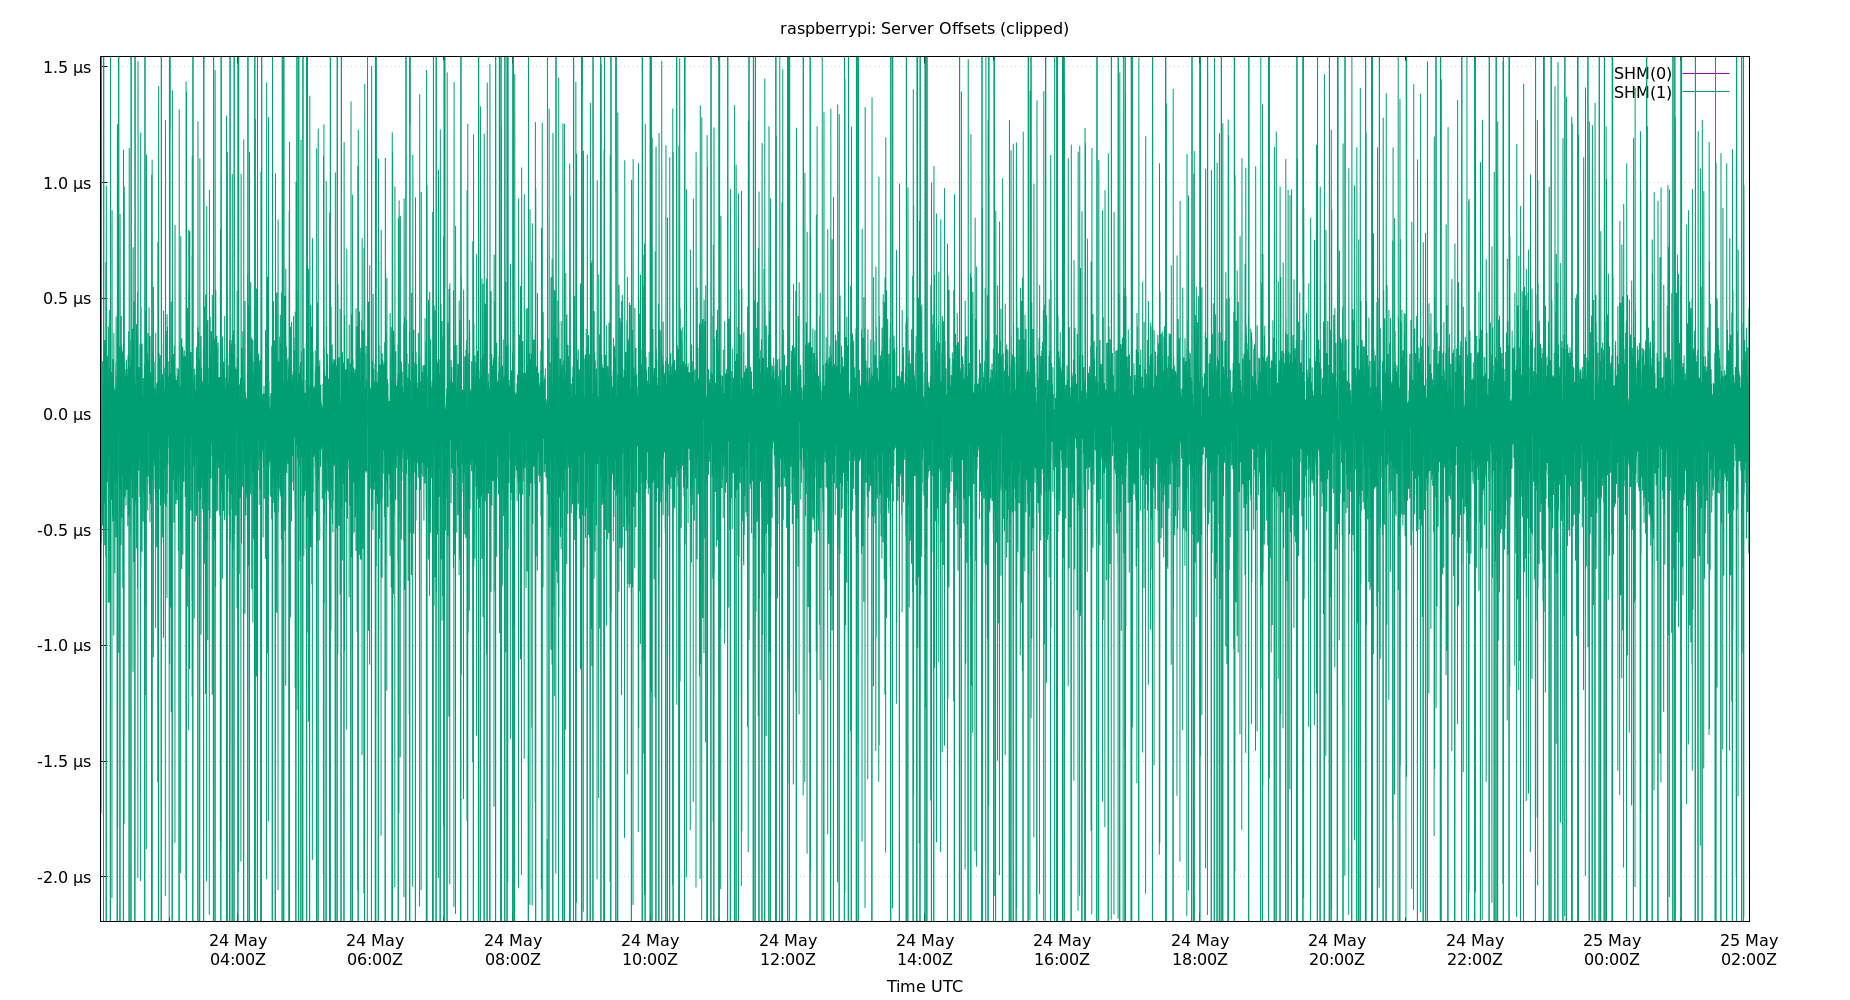 raspberrypi: Server Offsets (clipped)
1.5 µs
1.0 µs
0.5 µs
0.0 µs
-0.5 µs
-1.0 µs
-1.5 µs
-2.0 µs
SHM(0)
SHM(1)
24 May 24 May 24 May 24 May 24 May 24 May 24 May 24 May 24 May 24 May 25 May 25 May
04:00Z 06:00Z 08:00Z 10:00Z 12:00Z 14:00Z 16:00Z 18:00Z 20:00Z 22:00Z 00:00Z 02:00Z
Time UTC